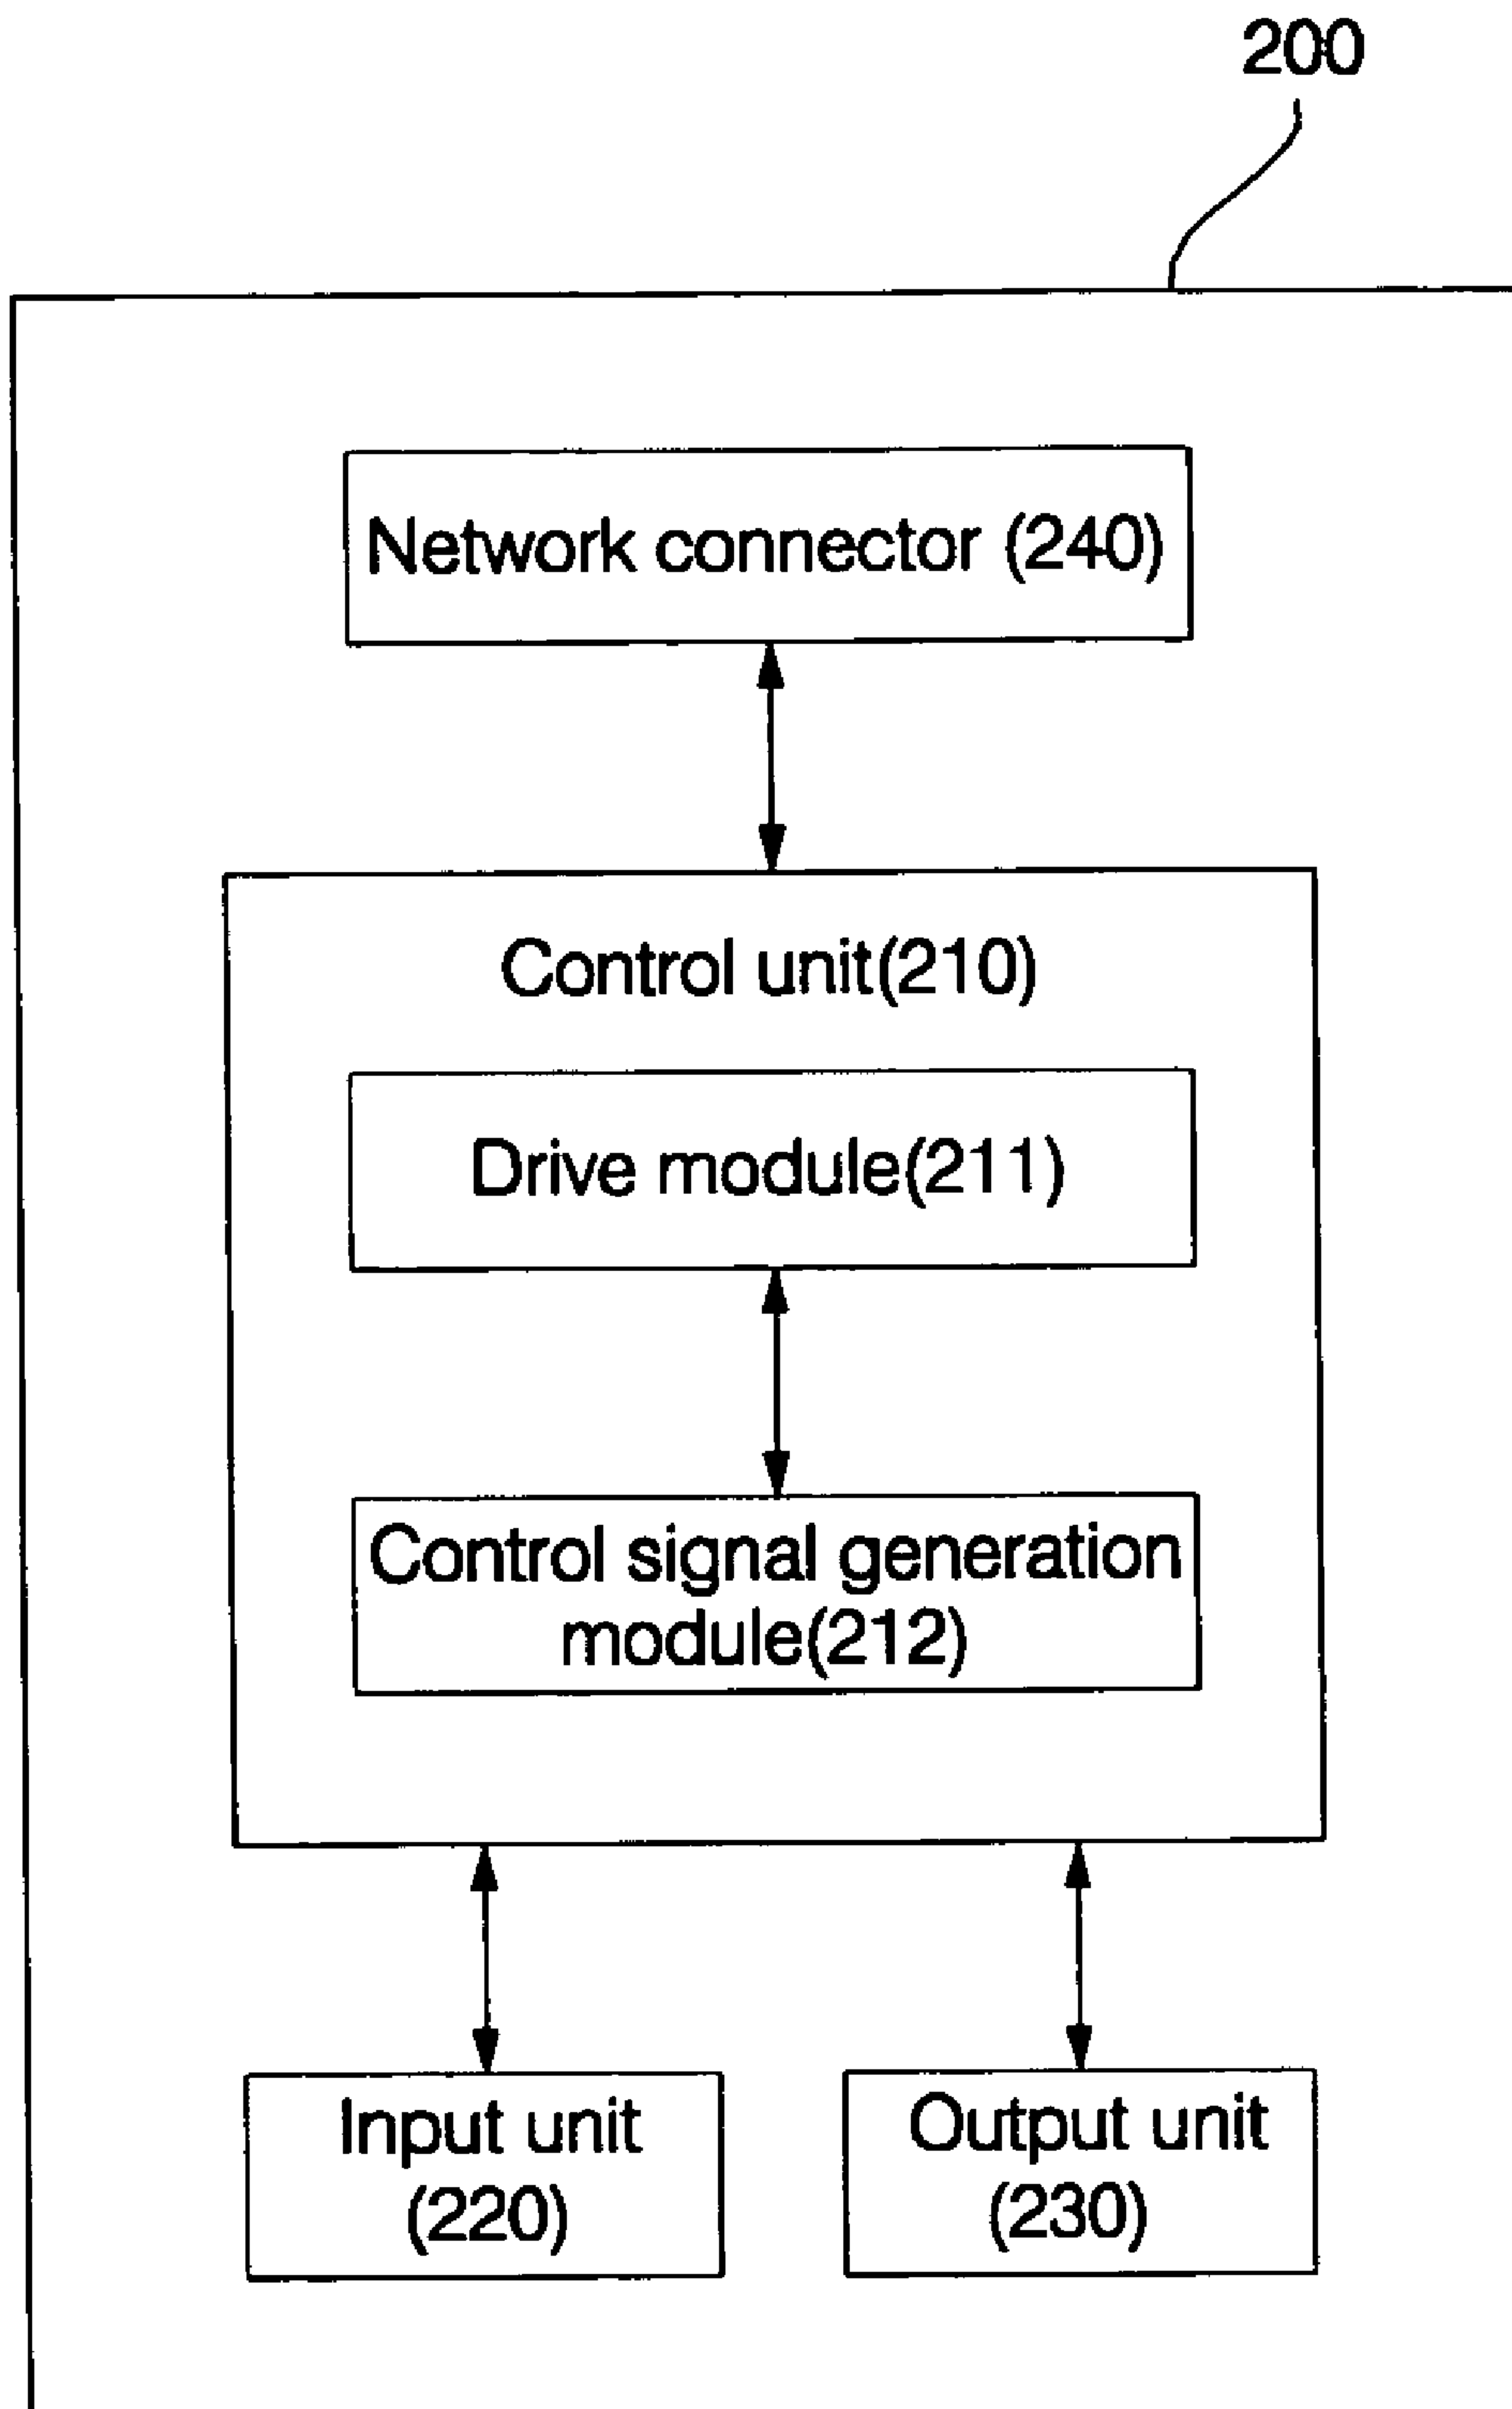 200
Network connector (240)
Control unit(210)
Drive module(211)
Control signal generation
module(212)
Input unit
(220)
Output unit
(230)